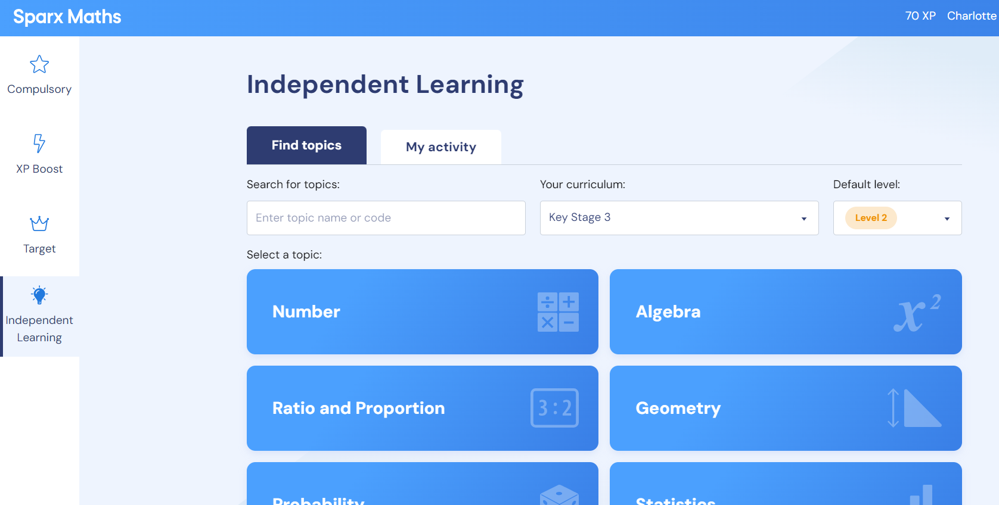 Sparx Maths
70 XP Charlotte
Compulsory
XP Boost
Target
Independent
Learning
Independent Learning
Find topics
My activity
Search for topics:
Enter topic name or code
Your curriculum:
Key Stage 3
Default level:
Level 2
Select a topic:
Number
÷ +
× −
Algebra
x²
Ratio and Proportion
3:2
Geometry
Probability
Statistics